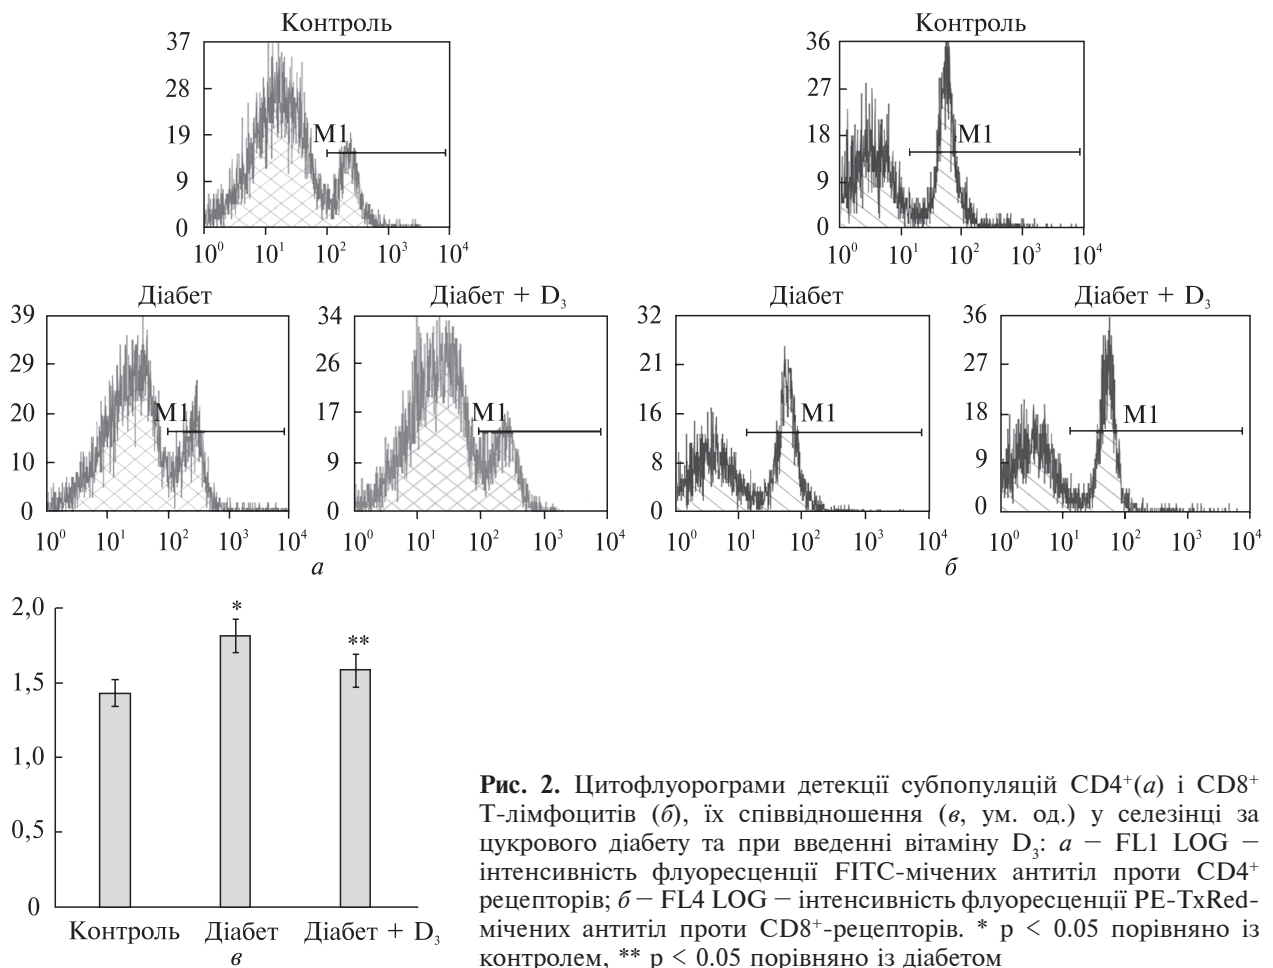 Контроль
37
28
19
9
0
M1
10⁰ 10¹ 10² 10³ 10⁴
Контроль
36
27
18
9
0
M1
10⁰ 10¹ 10² 10³ 10⁴
Діабет
39
29
20
10
0
M1
10⁰ 10¹ 10² 10³ 10⁴
Діабет + D₃
34
26
17
9
0
M1
10⁰ 10¹ 10² 10³ 10⁴
а
Діабет
32
21
16
8
0
M1
10⁰ 10¹ 10² 10³ 10⁴
Діабет + D₃
36
27
18
9
0
M1
10⁰ 10¹ 10² 10³ 10⁴
б
2,0
1,5
1,0
0,5
0
*
**
Контроль Діабет Діабет + D₃
в
Рис. 2. Цитофлуорограми детекції субпопуляцій CD4⁺(а) і CD8⁺
Т-лімфоцитів (б), їх співвідношення (в, ум. од.) у селезінці за
цукрового діабету та при введенні вітаміну D₃: а — FL1 LOG —
інтенсивність флуоресценції FITC-мічених антитіл проти CD4⁺
рецепторів; б — FL4 LOG — інтенсивність флуоресценції PE-TxRed-
мічених антитіл проти CD8⁺-рецепторів. * p < 0.05 порівняно із
контролем, ** p < 0.05 порівняно із діабетом